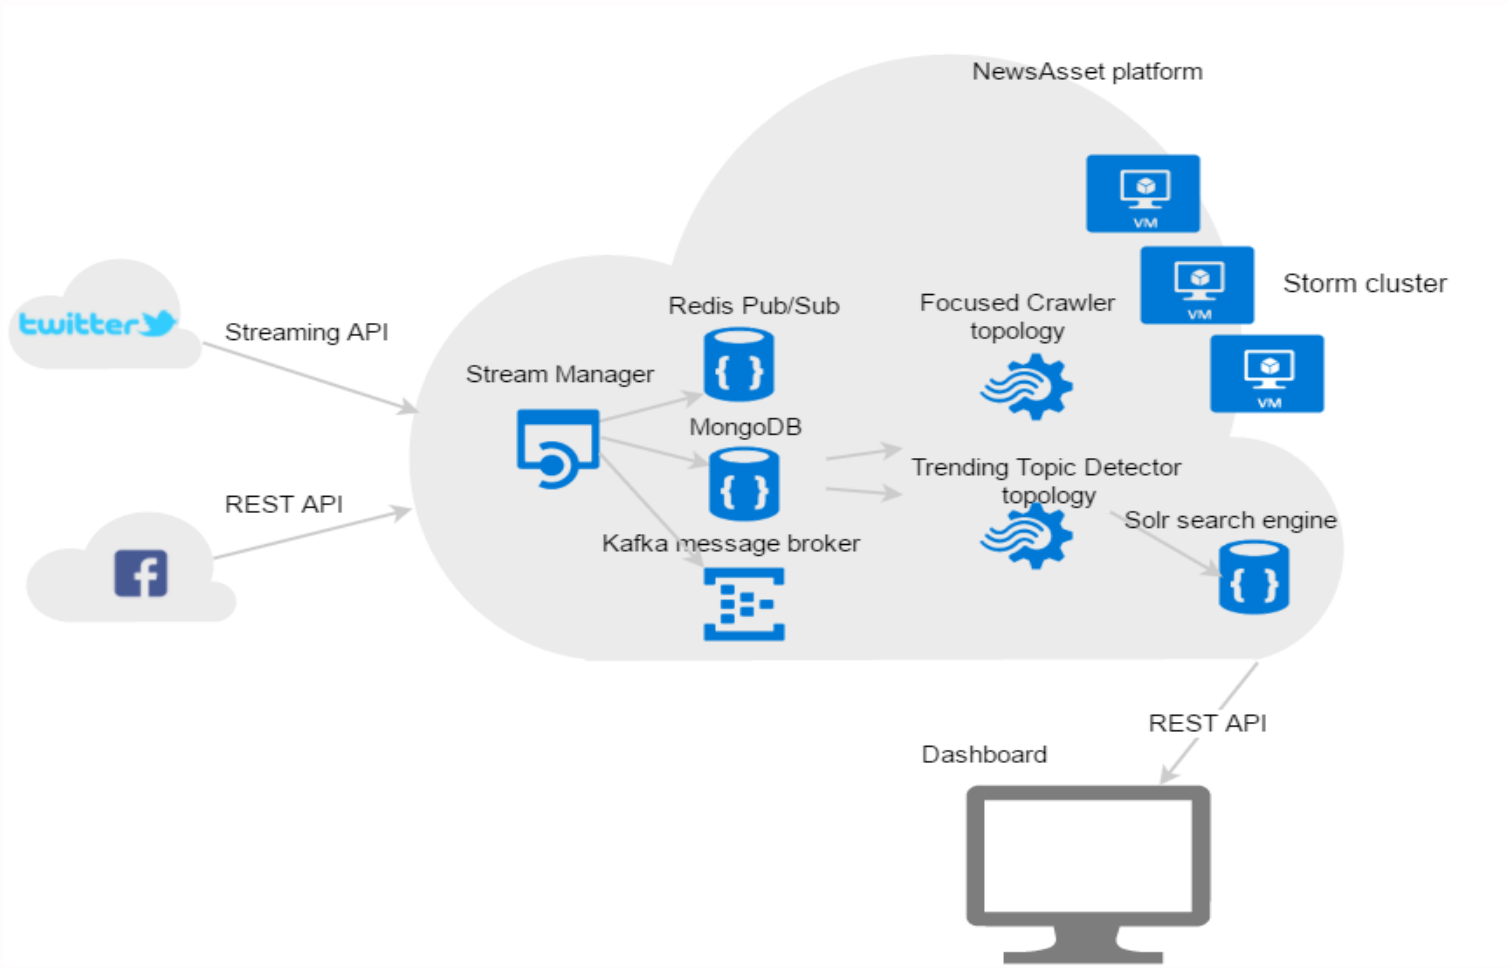 NewsAsset platform
VM
VM
Storm cluster
VM
twitter
Streaming API
Redis Pub/Sub
{ }
Focused Crawler
topology
Stream Manager
MongoDB
{ }
Trending Topic Detector
topology
REST API
f
Kafka message broker
Solr search engine
{ }
REST API
Dashboard